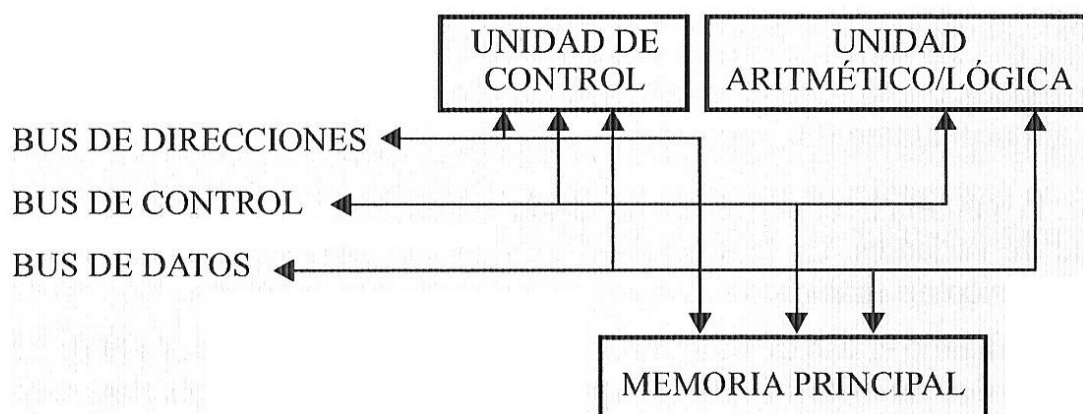 UNIDAD DE
CONTROL
UNIDAD
ARITMÉTICO/LÓGICA
BUS DE DIRECCIONES
BUS DE CONTROL
BUS DE DATOS
MEMORIA PRINCIPAL